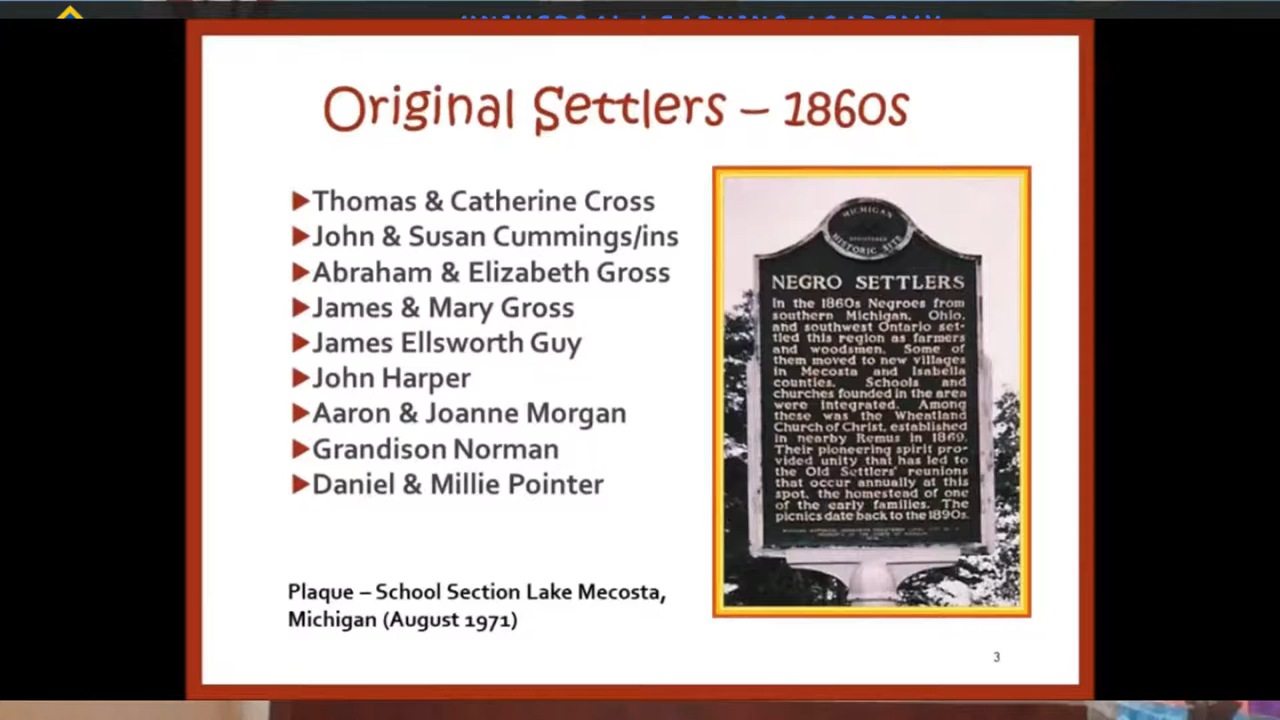 UNIVERSAL LEARNING ACADEMY
Original Settlers – 1860s
Thomas & Catherine Cross
John & Susan Cummings/ins
Abraham & Elizabeth Gross
James & Mary Gross
James Ellsworth Guy
John Harper
Aaron & Joanne Morgan
Grandison Norman
Daniel & Millie Pointer
Plaque – School Section Lake Mecosta,
Michigan (August 1971)
MICHIGAN
REGISTERED
HISTORIC SITE
NEGRO SETTLERS
In the 1860s Negroes from
southern Michigan, Ohio,
and southwest Ontario set-
tled this region as farmers
and woodsmen. Some of
them moved to new villages
in Mecosta and Isabella
counties. Schools and
churches founded in the area
were integrated. Among
these was the Wheatland
Church of Christ, established
in nearby Remus in 1869.
Their pioneering spirit pro-
vided unity that has led to
the Old Settlers' reunions
that occur annually at this
spot, the homestead of one
of the early families. The
picnics date back to the 1890s.
3